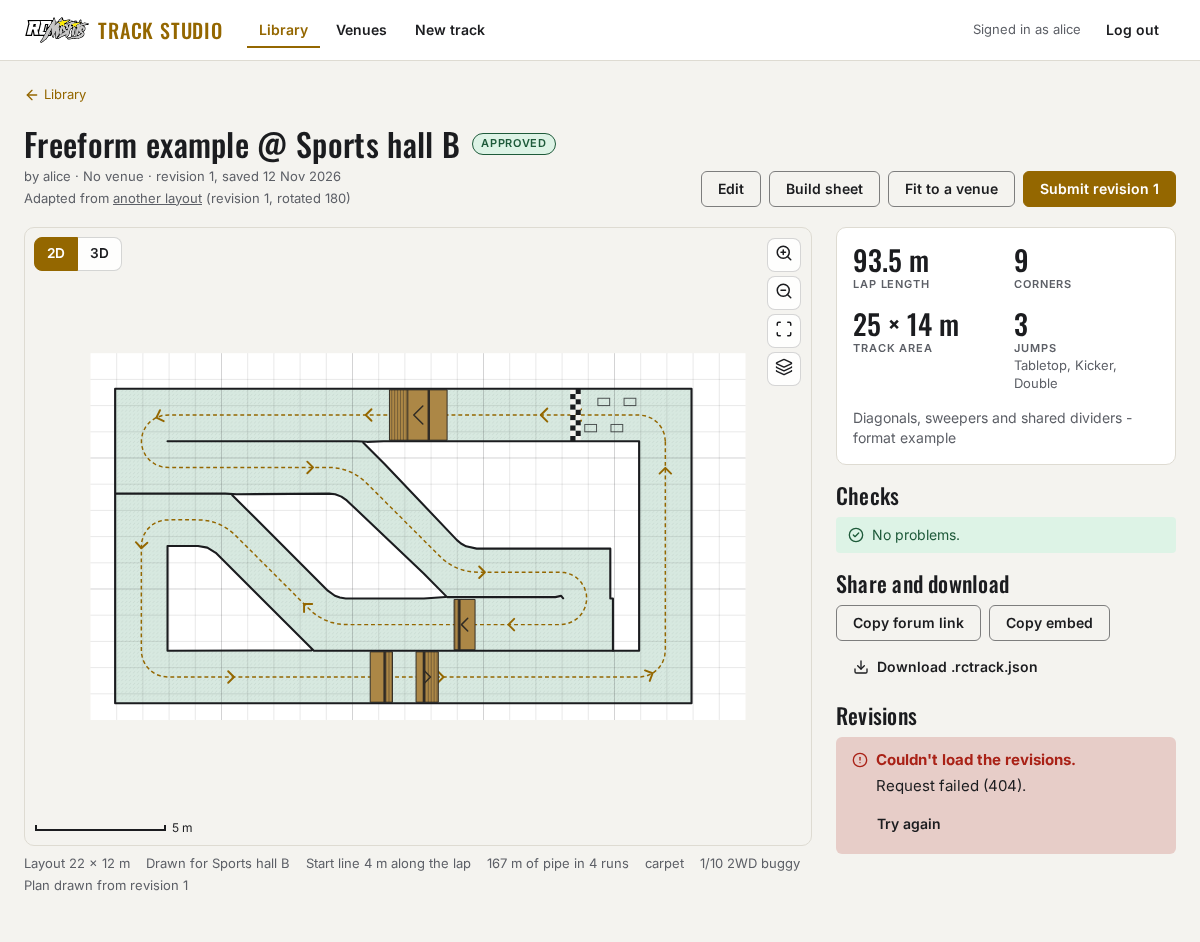 RC Misfits TRACK STUDIO Library Venues New track Signed in as alice Log out
Library
Freeform example @ Sports hall B APPROVED
by alice · No venue · revision 1, saved 12 Nov 2026
Adapted from another layout (revision 1, rotated 180)
Edit Build sheet Fit to a venue Submit revision 1
2D 3D
5 m
Layout 22 × 12 m Drawn for Sports hall B Start line 4 m along the lap 167 m of pipe in 4 runs carpet 1/10 2WD buggy
Plan drawn from revision 1
93.5 m 9
LAP LENGTH CORNERS
25 × 14 m 3
TRACK AREA JUMPS
Tabletop, Kicker,
Double
Diagonals, sweepers and shared dividers -
format example
Checks
No problems.
Share and download
Copy forum link Copy embed
Download .rctrack.json
Revisions
Couldn't load the revisions.
Request failed (404).
Try again